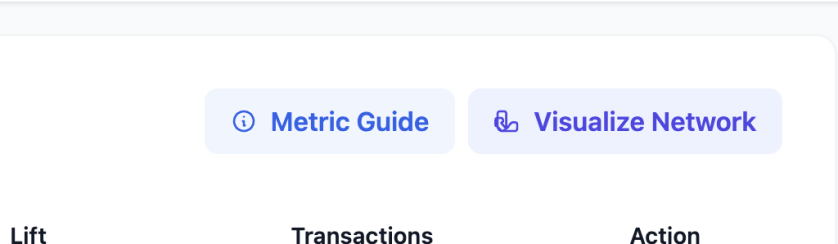 Metric Guide
Visualize Network
Lift
Transactions
Action